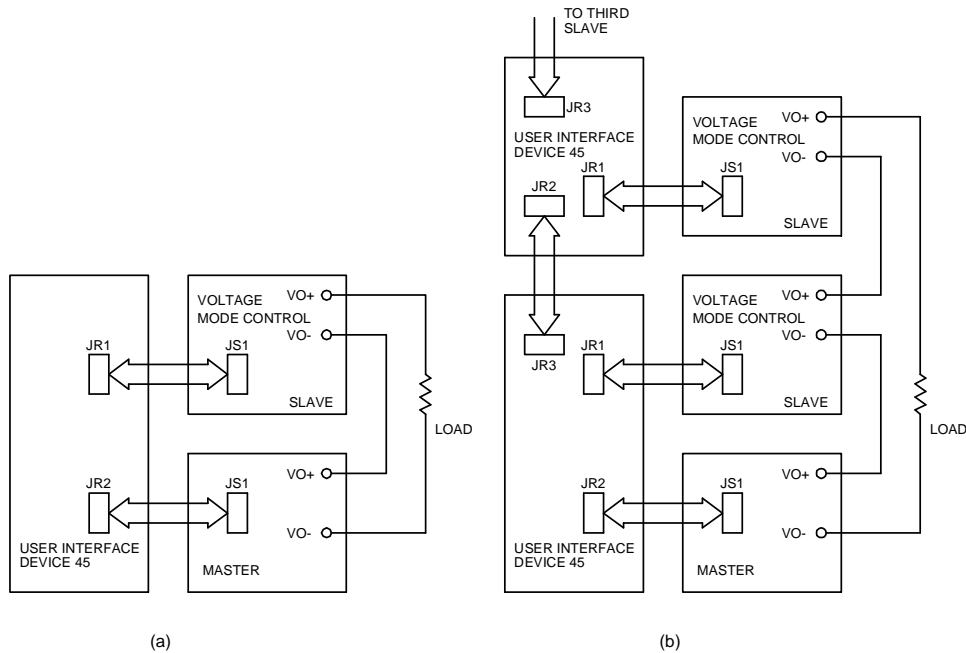 TO THIRD
SLAVE
JR3
USER INTERFACE
DEVICE 45
JR1
JR2
VOLTAGE
MODE CONTROL
VO+
VO-
JS1
SLAVE
VOLTAGE
MODE CONTROL
VO+
VO-
JR1
JS1
SLAVE
JR2
JS1
VO+
VO-
USER INTERFACE
DEVICE 45
MASTER
LOAD
VOLTAGE
MODE CONTROL
VO+
VO-
JR3
JR1
JS1
SLAVE
JR2
JS1
VO+
VO-
USER INTERFACE
DEVICE 45
MASTER
LOAD
(a)
(b)